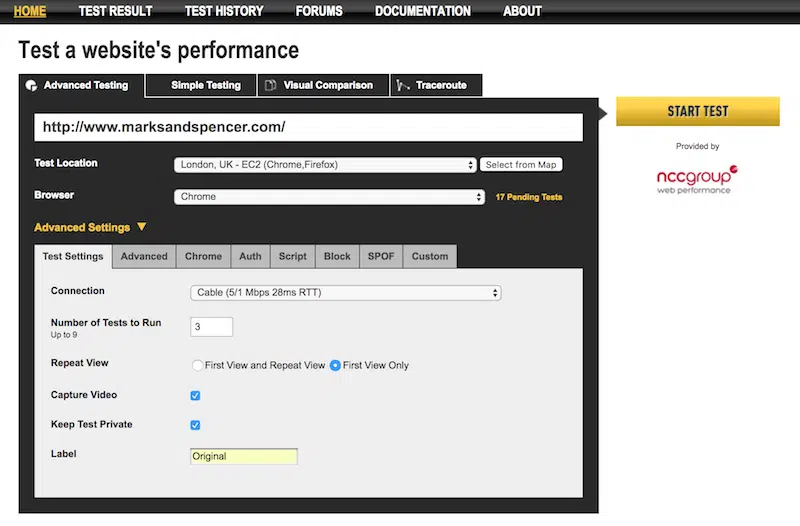 HOME TEST RESULT TEST HISTORY FORUMS DOCUMENTATION ABOUT
Test a website's performance
Advanced Testing Simple Testing Visual Comparison Traceroute
http://www.marksandspencer.com/
START TEST
Provided by
nccgroup
web performance
Test Location London, UK - EC2 (Chrome,Firefox) Select from Map
Browser Chrome 17 Pending Tests
Advanced Settings
Test Settings Advanced Chrome Auth Script Block SPOF Custom
Connection Cable (5/1 Mbps 28ms RTT)
Number of Tests to Run 3
Up to 9
Repeat View First View and Repeat View First View Only
Capture Video
Keep Test Private
Label Original